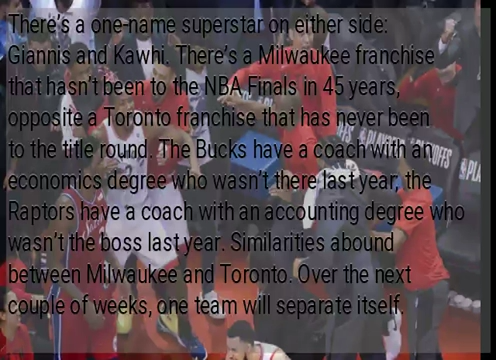 There's a one-name superstar on either side:
Giannis and Kawhi. There's a Milwaukee franchise
that hasn't been to the NBA Finals in 45 years,
opposite a Toronto franchise that has never been
to the title round. The Bucks have a coach with an
economics degree who wasn't there last year, the
Raptors have a coach with an accounting degree who
wasn't the boss last year. Similarities abound
between Milwaukee and Toronto. Over the next
couple of weeks, one team will separate itself.